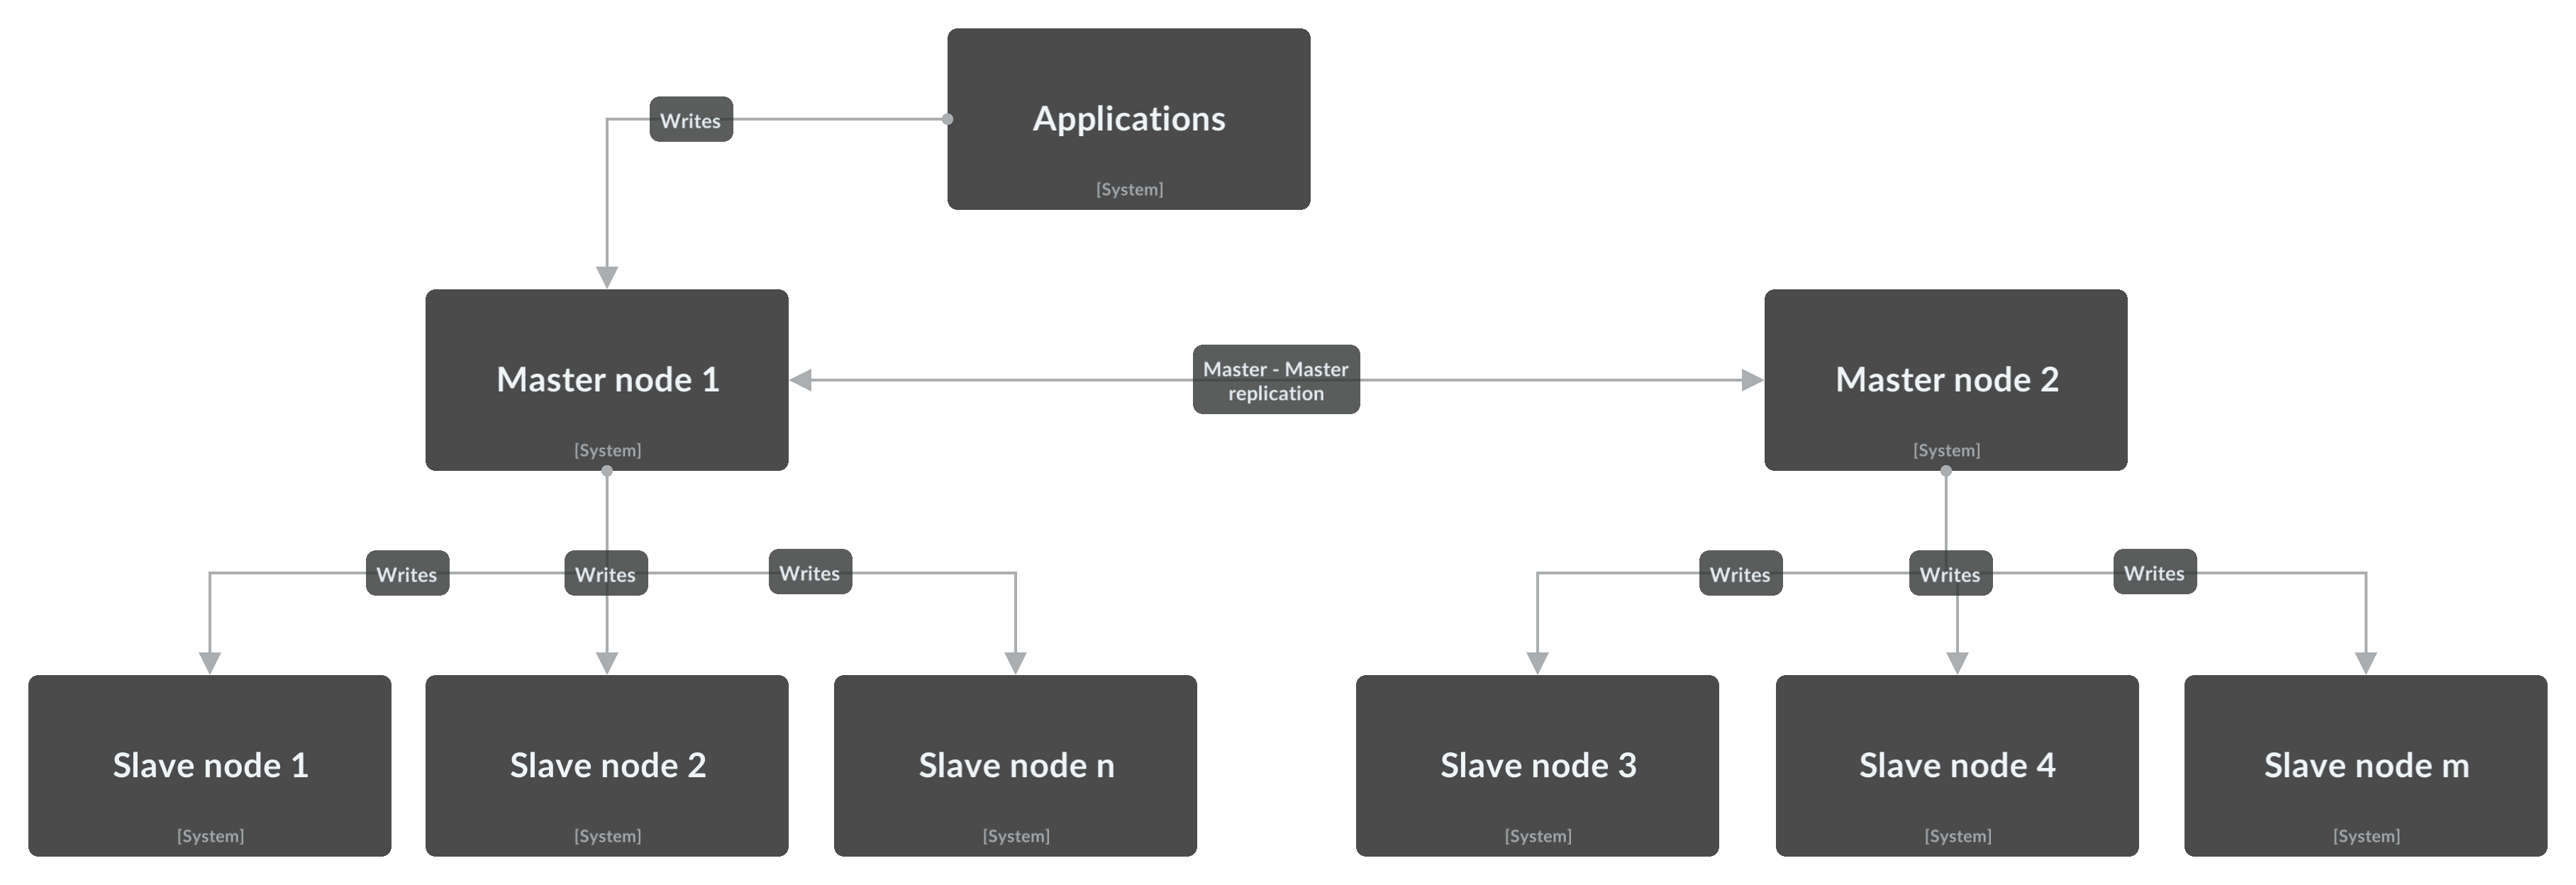 Applications
[System]
Writes
Master node 1
[System]
Master - Master
replication
Master node 2
[System]
Writes
Writes
Writes
Writes
Writes
Writes
Slave node 1
[System]
Slave node 2
[System]
Slave node n
[System]
Slave node 3
[System]
Slave node 4
[System]
Slave node m
[System]